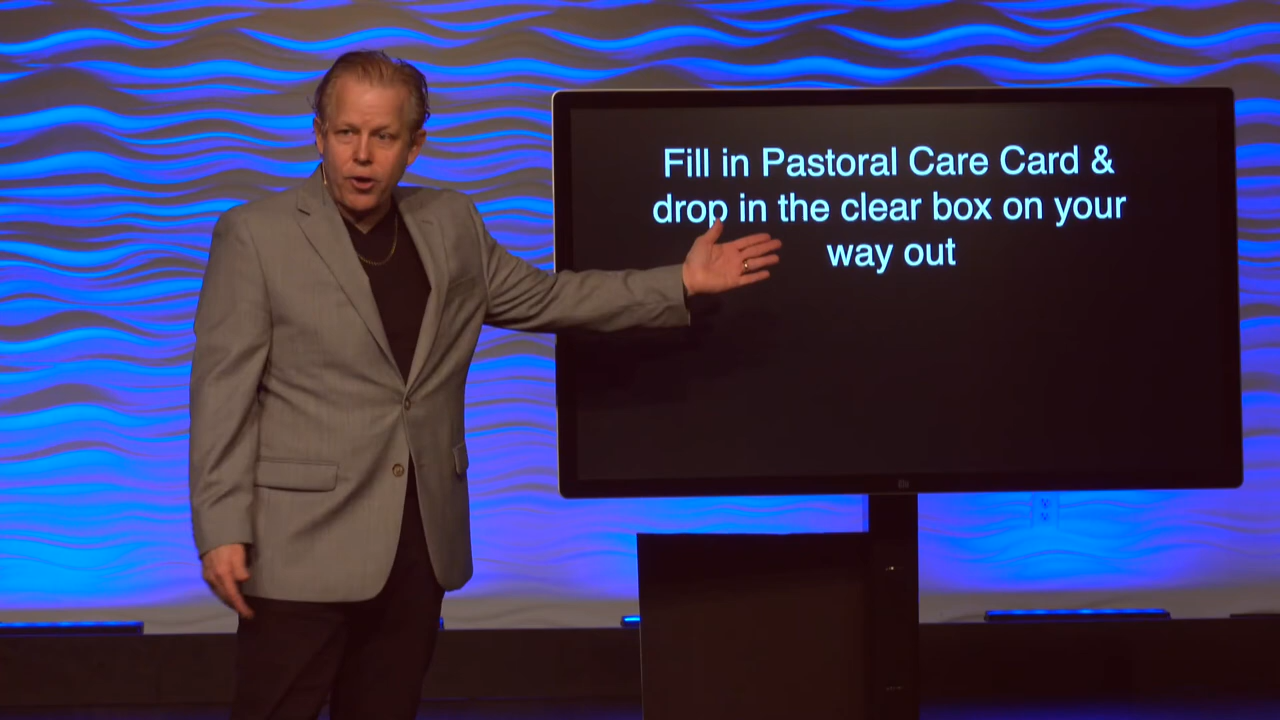 Fill in Pastoral Care Card &
drop in the clear box on your
way out